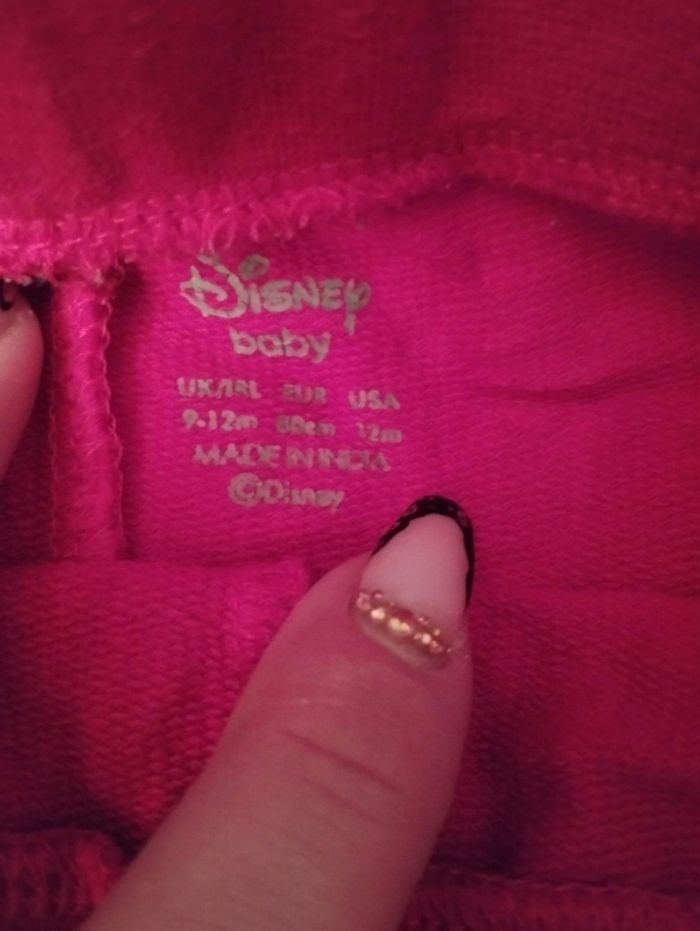 Disney
baby
UK/IRL EUR USA
9-12m 80cm 12m
MADE IN INDIA
©Disney